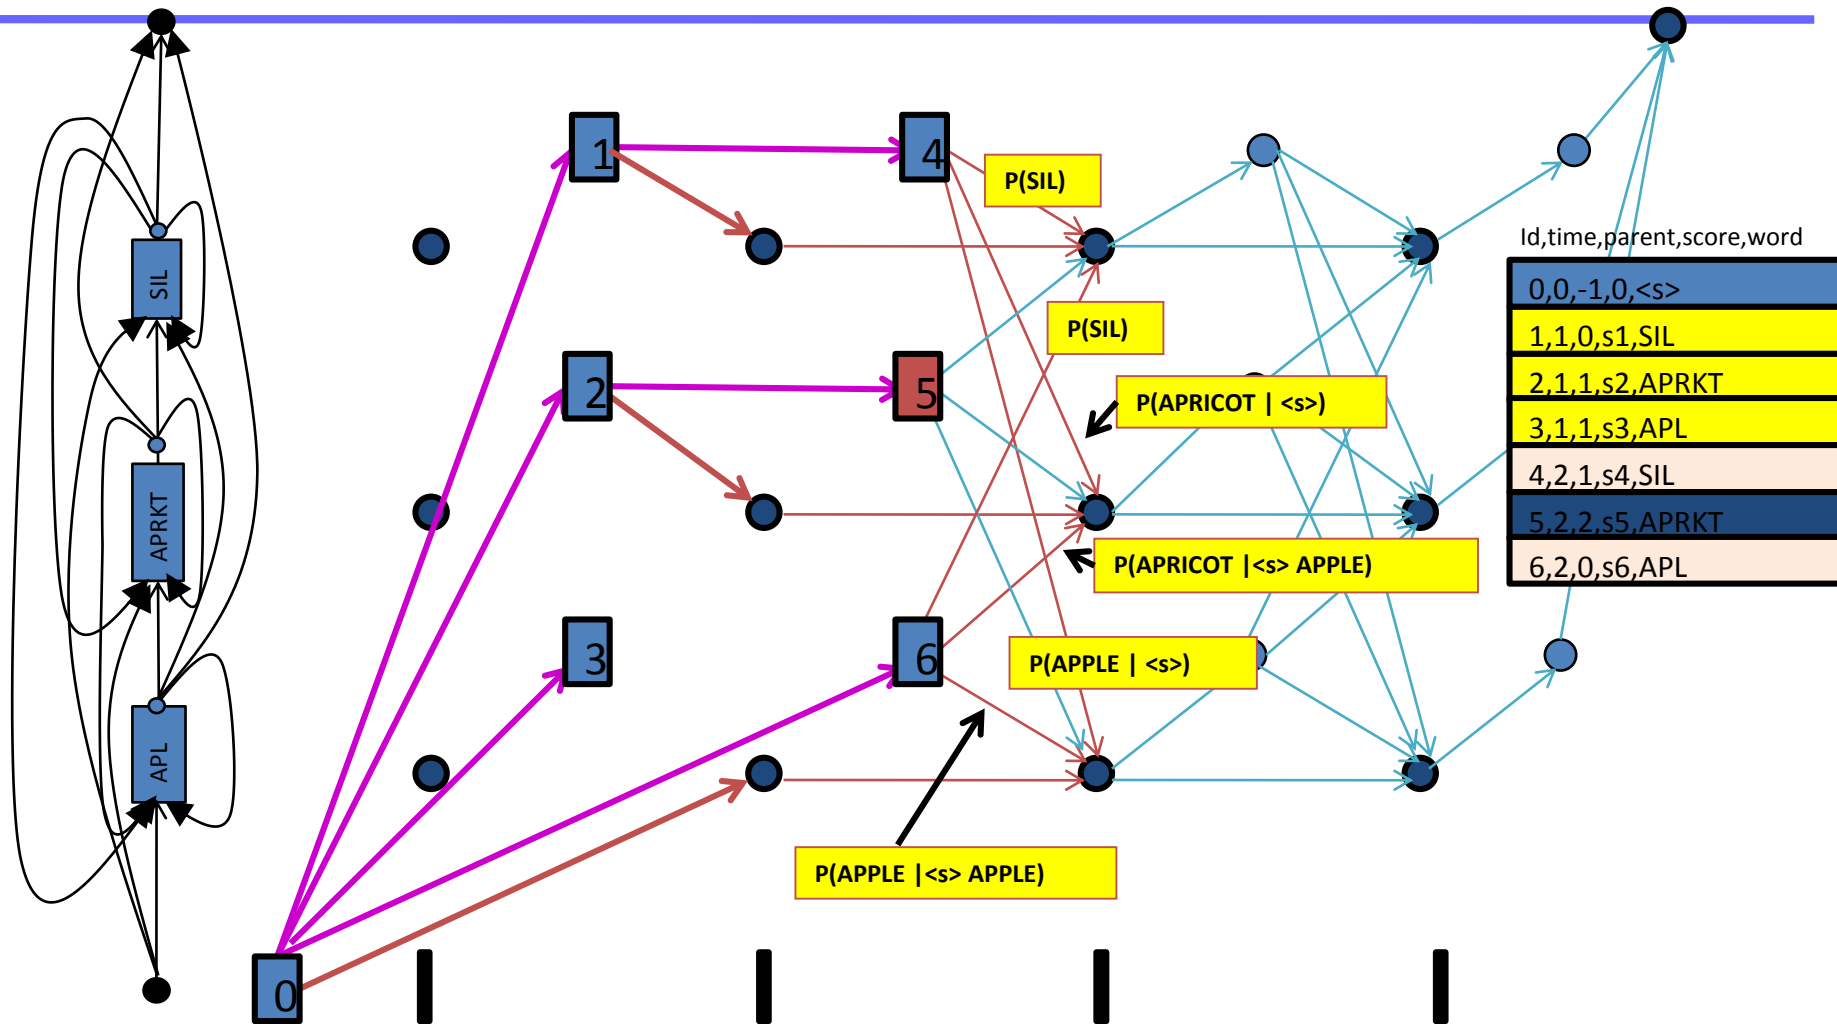 1
4
P(SIL)
Id,time,parent,score,word
SIL
0,0,-1,0,<s>
P(SIL)
1,1,0,s1,SIL
2
5
2,1,1,s2,APRKT
P(APRICOT | <s>)
3,1,1,s3,APL
4,2,1,s4,SIL
APRKT
5,2,2,s5,APRKT
P(APRICOT |<s> APPLE)
6,2,0,s6,APL
3
6
P(APPLE | <s>)
APL
P(APPLE |<s> APPLE)
0